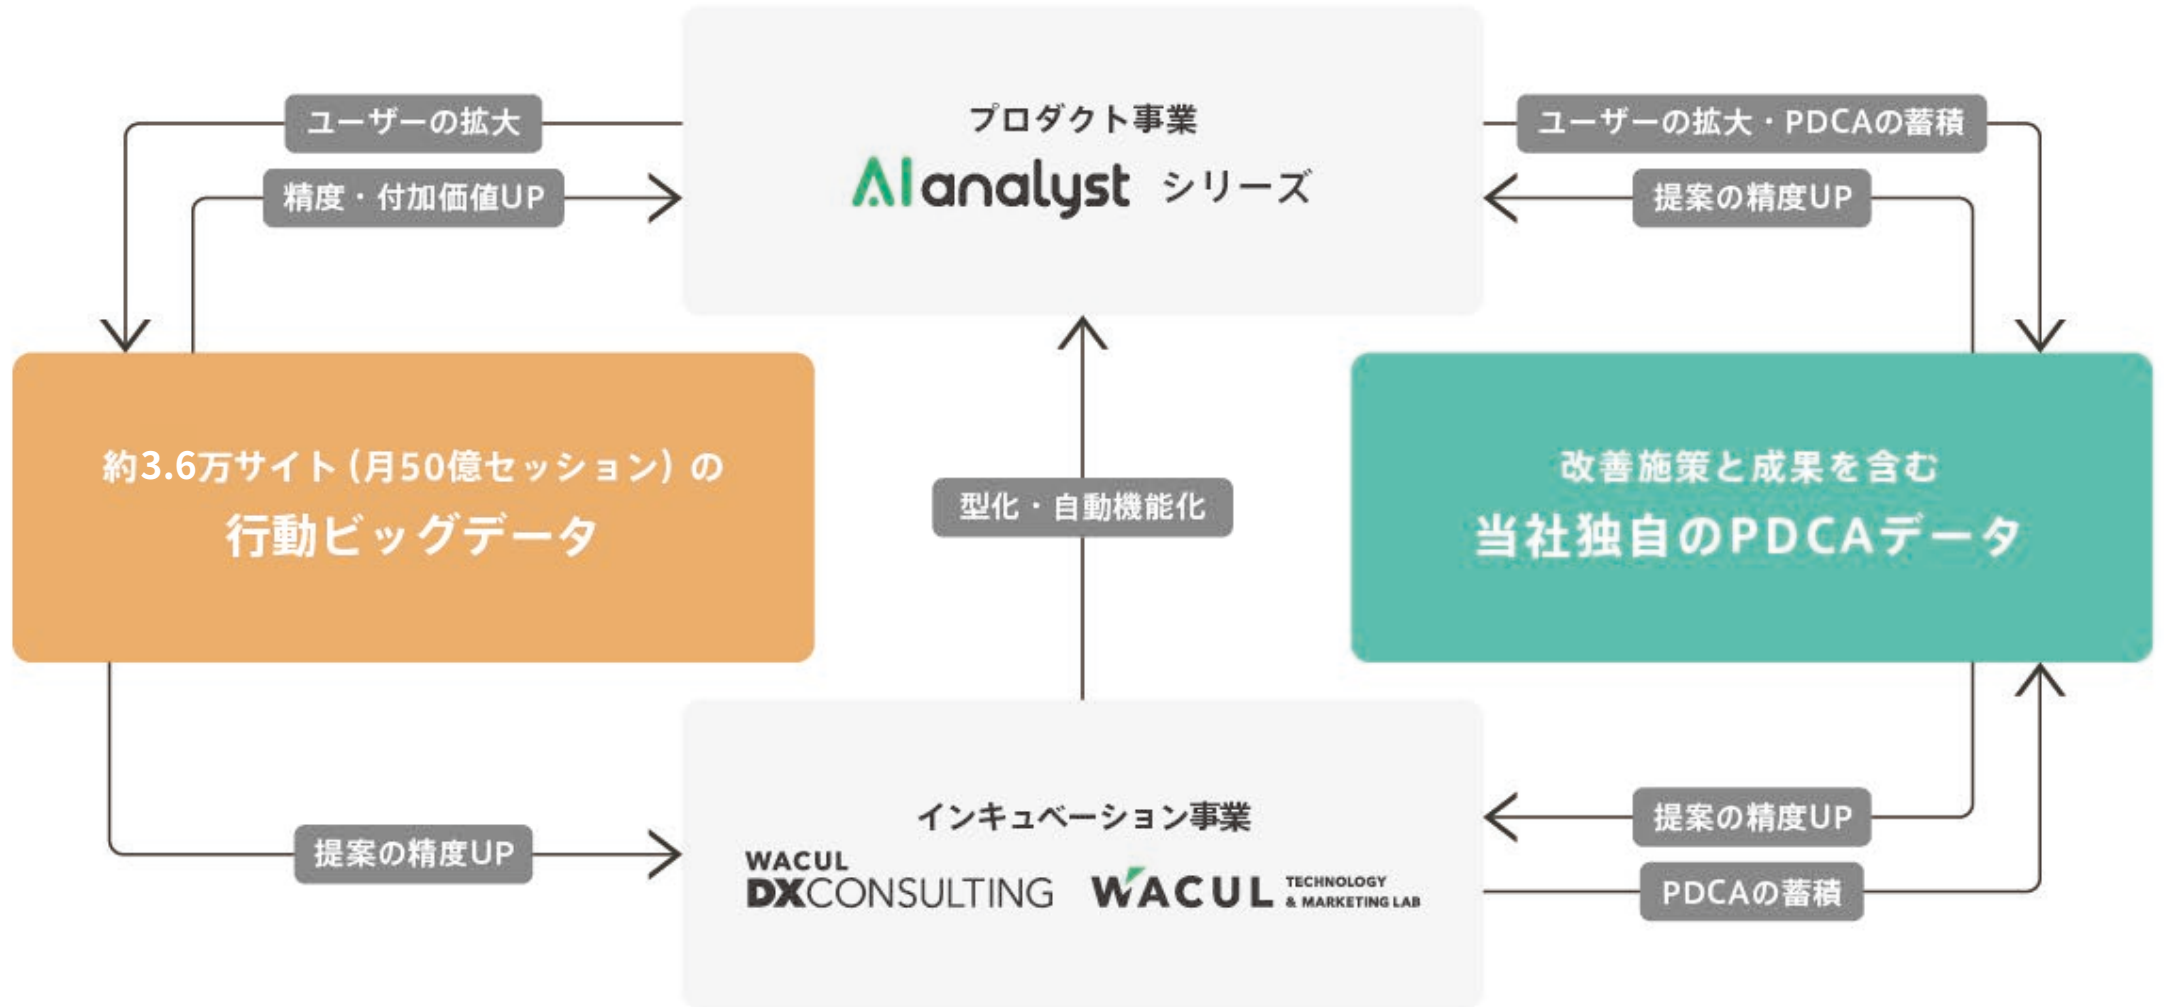 プロダクト事業
AI analyst シリーズ
ユーザーの拡大
精度・付加価値UP
ユーザーの拡大・PDCAの蓄積
提案の精度UP
約3.6万サイト(月50億セッション)の
行動ビッグデータ
型化・自動機能化
改善施策と成果を含む
当社独自のPDCAデータ
インキュベーション事業
WACUL
DXCONSULTING
WACUL
TECHNOLOGY
& MARKETING LAB
提案の精度UP
提案の精度UP
PDCAの蓄積